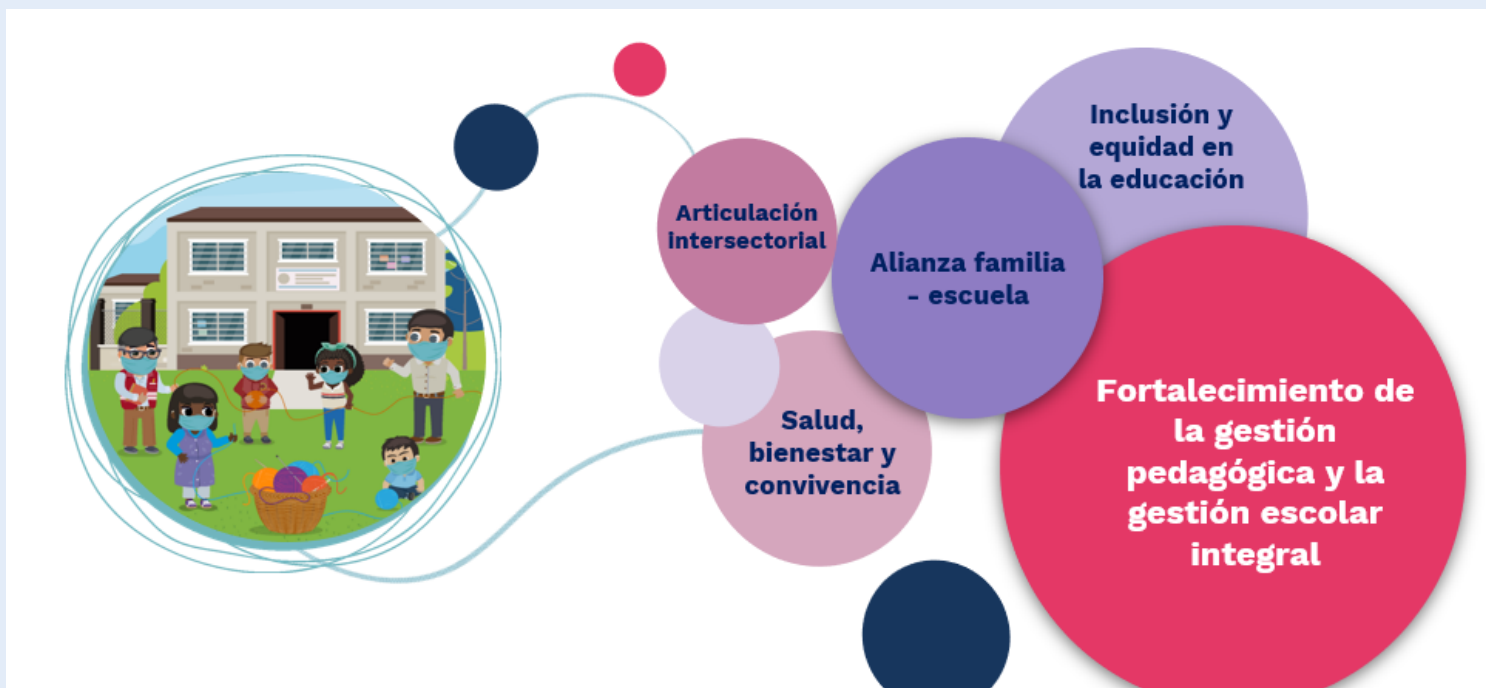 Articulación
intersectorial
Salud,
bienestar y
convivencia
Alianza familia
- escuela
Inclusión y
equidad en
la educación
Fortalecimiento de
la gestión
pedagógica y la
gestión escolar
integral